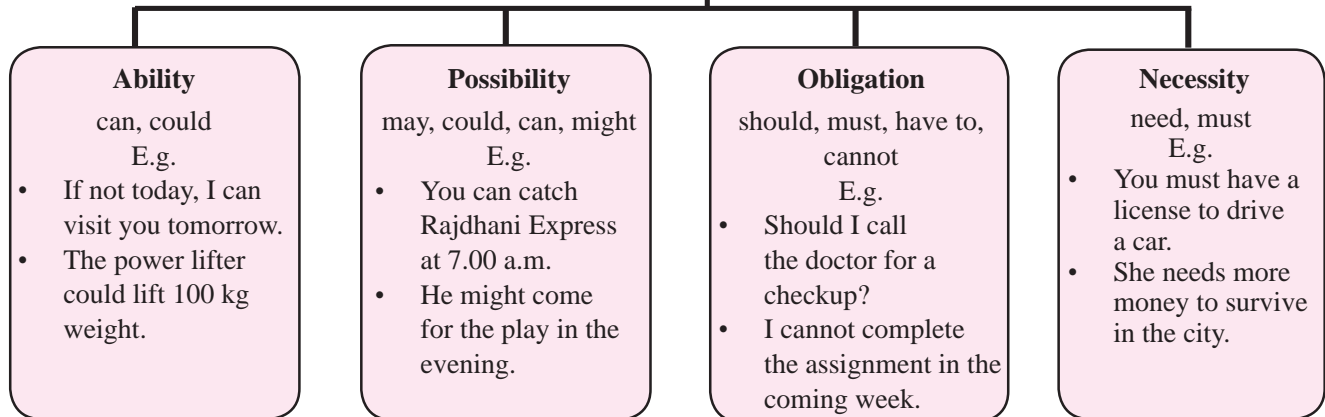 Ability
can, could
E.g.
• If not today, I can
visit you tomorrow.
• The power lifter
could lift 100 kg
weight.
Possibility
may, could, can, might
E.g.
• You can catch
Rajdhani Express
at 7.00 a.m.
• He might come
for the play in the
evening.
Obligation
should, must, have to,
cannot
E.g.
• Should I call
the doctor for a
checkup?
• I cannot complete
the assignment in the
coming week.
Necessity
need, must
E.g.
• You must have a
license to drive
a car.
• She needs more
money to survive
in the city.